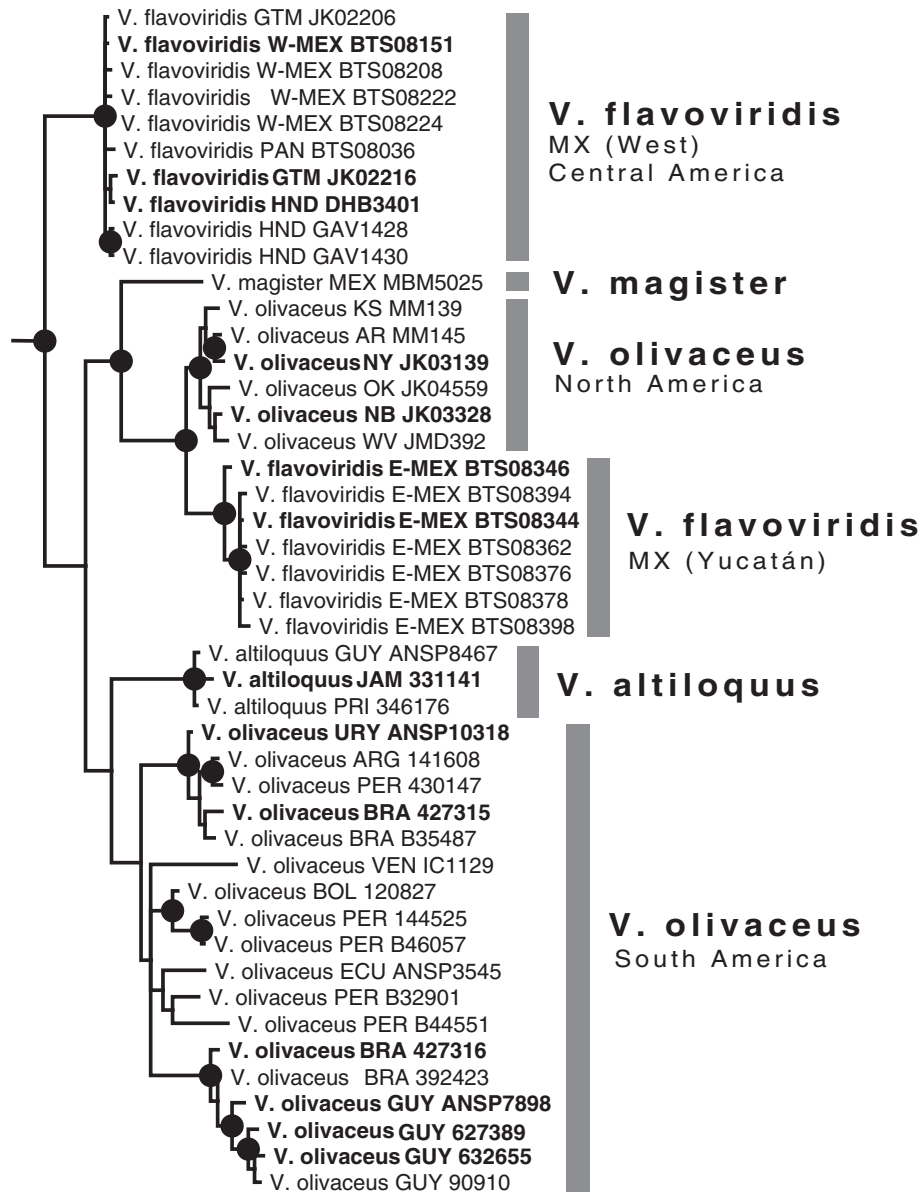 V. flavoviridis GTM JK02206
V. flavoviridis W-MEX BTS08151
V. flavoviridis W-MEX BTS08208
V. flavoviridis W-MEX BTS08222
V. flavoviridis W-MEX BTS08224
V. flavoviridis PAN BTS08036
V. flavoviridis GTM JK02216
V. flavoviridis HND DHB3401
V. flavoviridis HND GAV1428
V. flavoviridis HND GAV1430
V. flavoviridis
MX (West)
Central America
V. magister MEX MBM5025
V. magister
V. olivaceus KS MM139
V. olivaceus AR MM145
V. olivaceus NY JK03139
V. olivaceus OK JK04559
V. olivaceus NB JK03328
V. olivaceus WV JMD392
V. olivaceus
North America
V. flavoviridis E-MEX BTS08346
V. flavoviridis E-MEX BTS08394
V. flavoviridis E-MEX BTS08344
V. flavoviridis E-MEX BTS08362
V. flavoviridis E-MEX BTS08376
V. flavoviridis E-MEX BTS08378
V. flavoviridis E-MEX BTS08398
V. flavoviridis
MX (Yucatán)
V. altiloquus GUY ANSP8467
V. altiloquus JAM 331141
V. altiloquus PRI 346176
V. altiloquus
V. olivaceus URY ANSP10318
V. olivaceus ARG 141608
V. olivaceus PER 430147
V. olivaceus BRA 427315
V. olivaceus BRA B35487
V. olivaceus VEN IC1129
V. olivaceus BOL 120827
V. olivaceus PER 144525
V. olivaceus PER B46057
V. olivaceus ECU ANSP3545
V. olivaceus PER B32901
V. olivaceus PER B44551
V. olivaceus BRA 427316
V. olivaceus BRA 392423
V. olivaceus GUY ANSP7898
V. olivaceus GUY 627389
V. olivaceus GUY 632655
V. olivaceus GUY 90910
V. olivaceus
South America